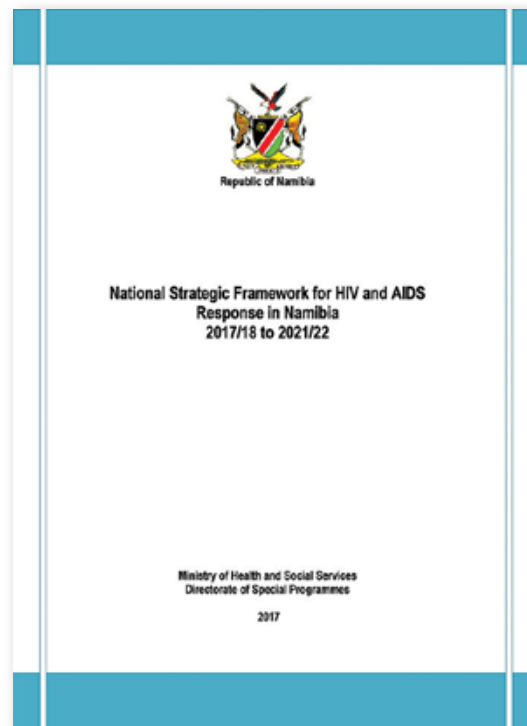 Republic of Namibia
National Strategic Framework for HIV and AIDS
Response in Namibia
2017/18 to 2021/22
Ministry of Health and Social Services
Directorate of Special Programmes
2017